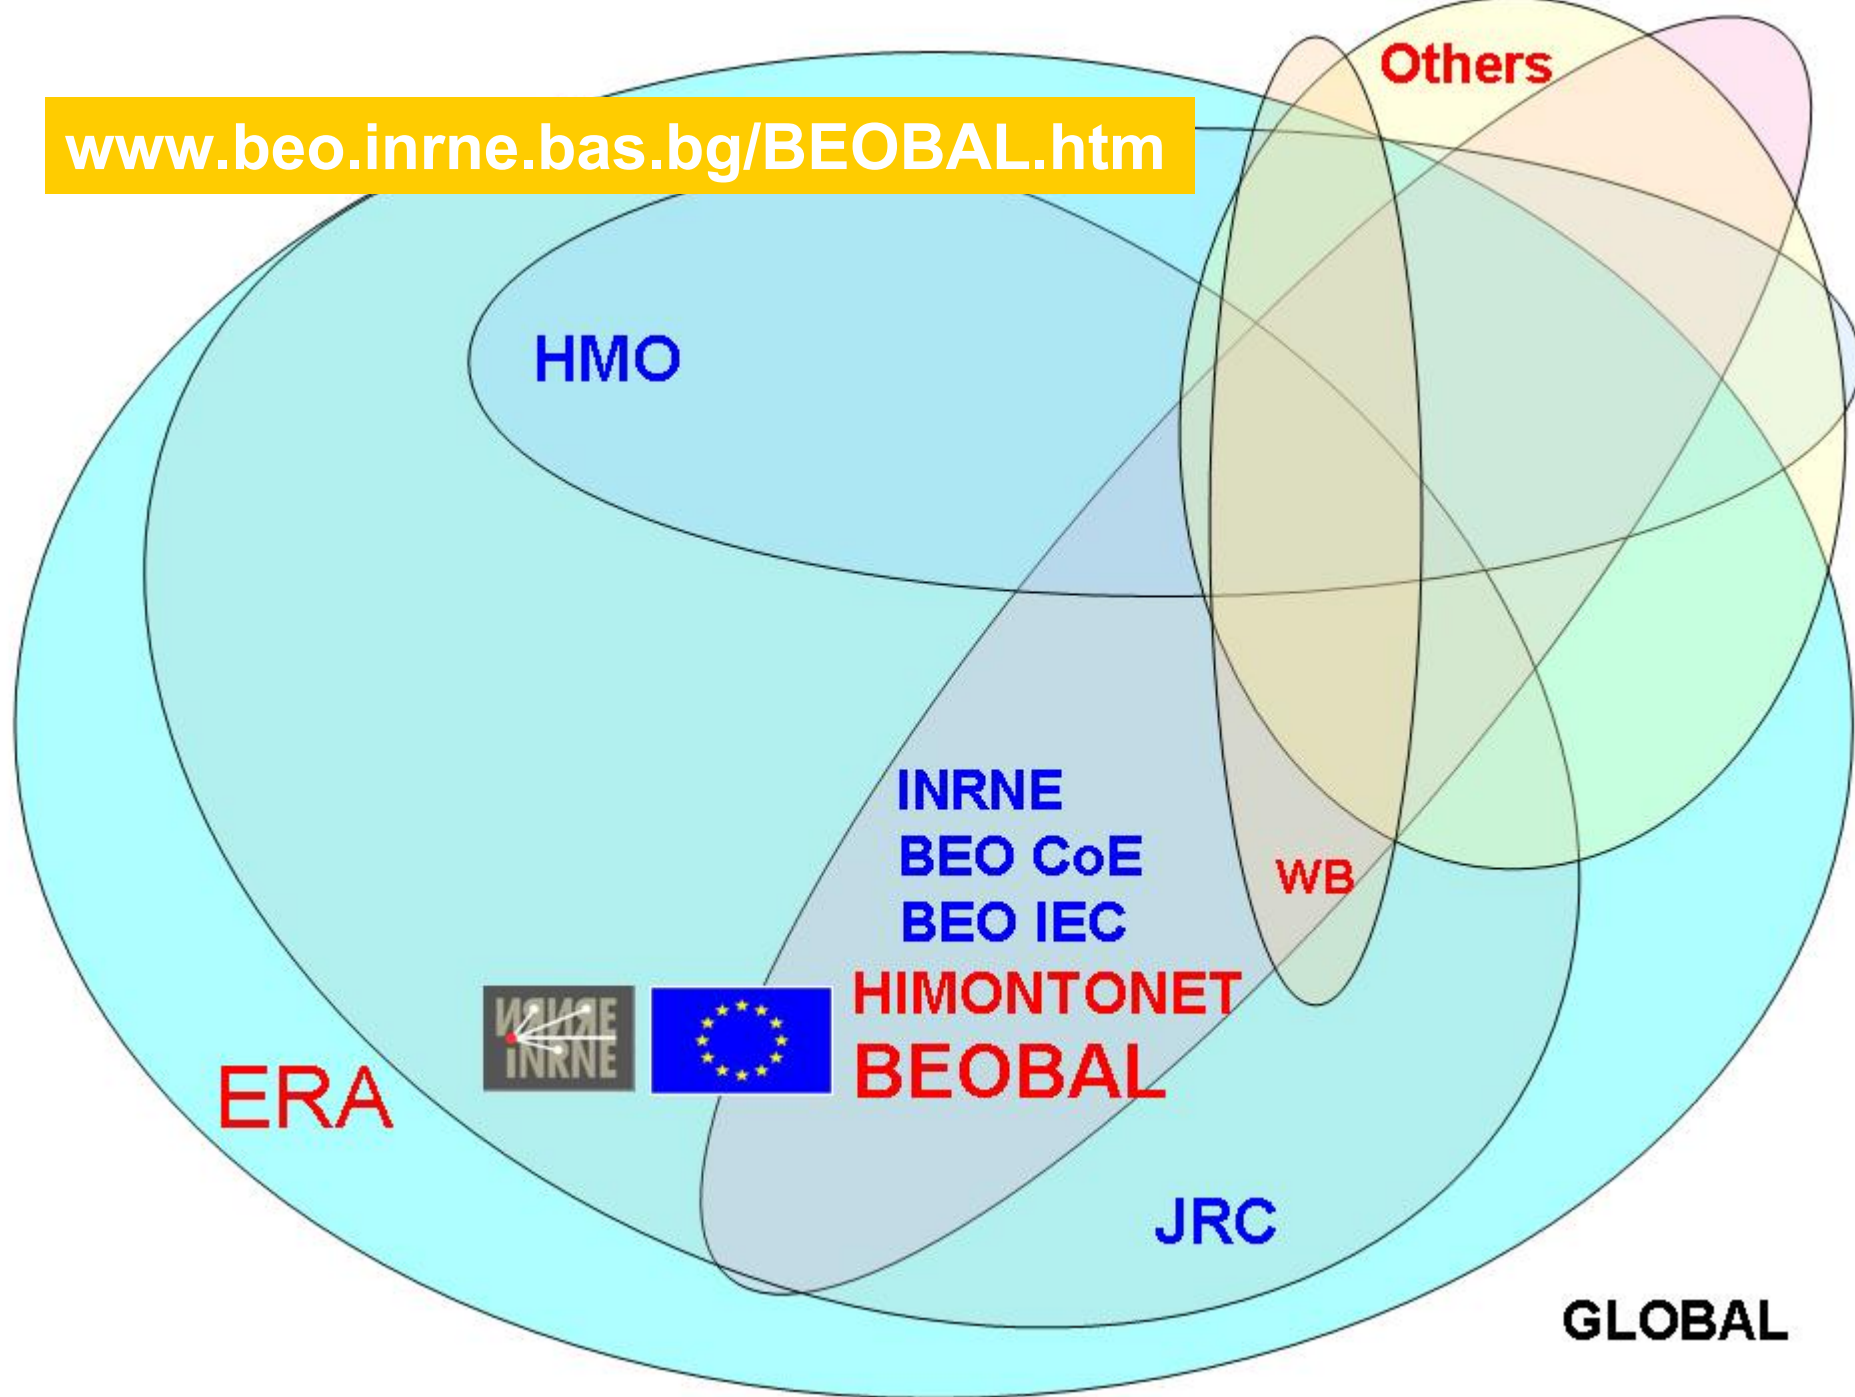 Others
www.beo.inrne.bas.bg/BEOBAL.htm
HMO
INRNE
BEO CoE
WB
BEO IEC
HIMONTONET
INRNE
BEOBAL
ERA
JRC
GLOBAL